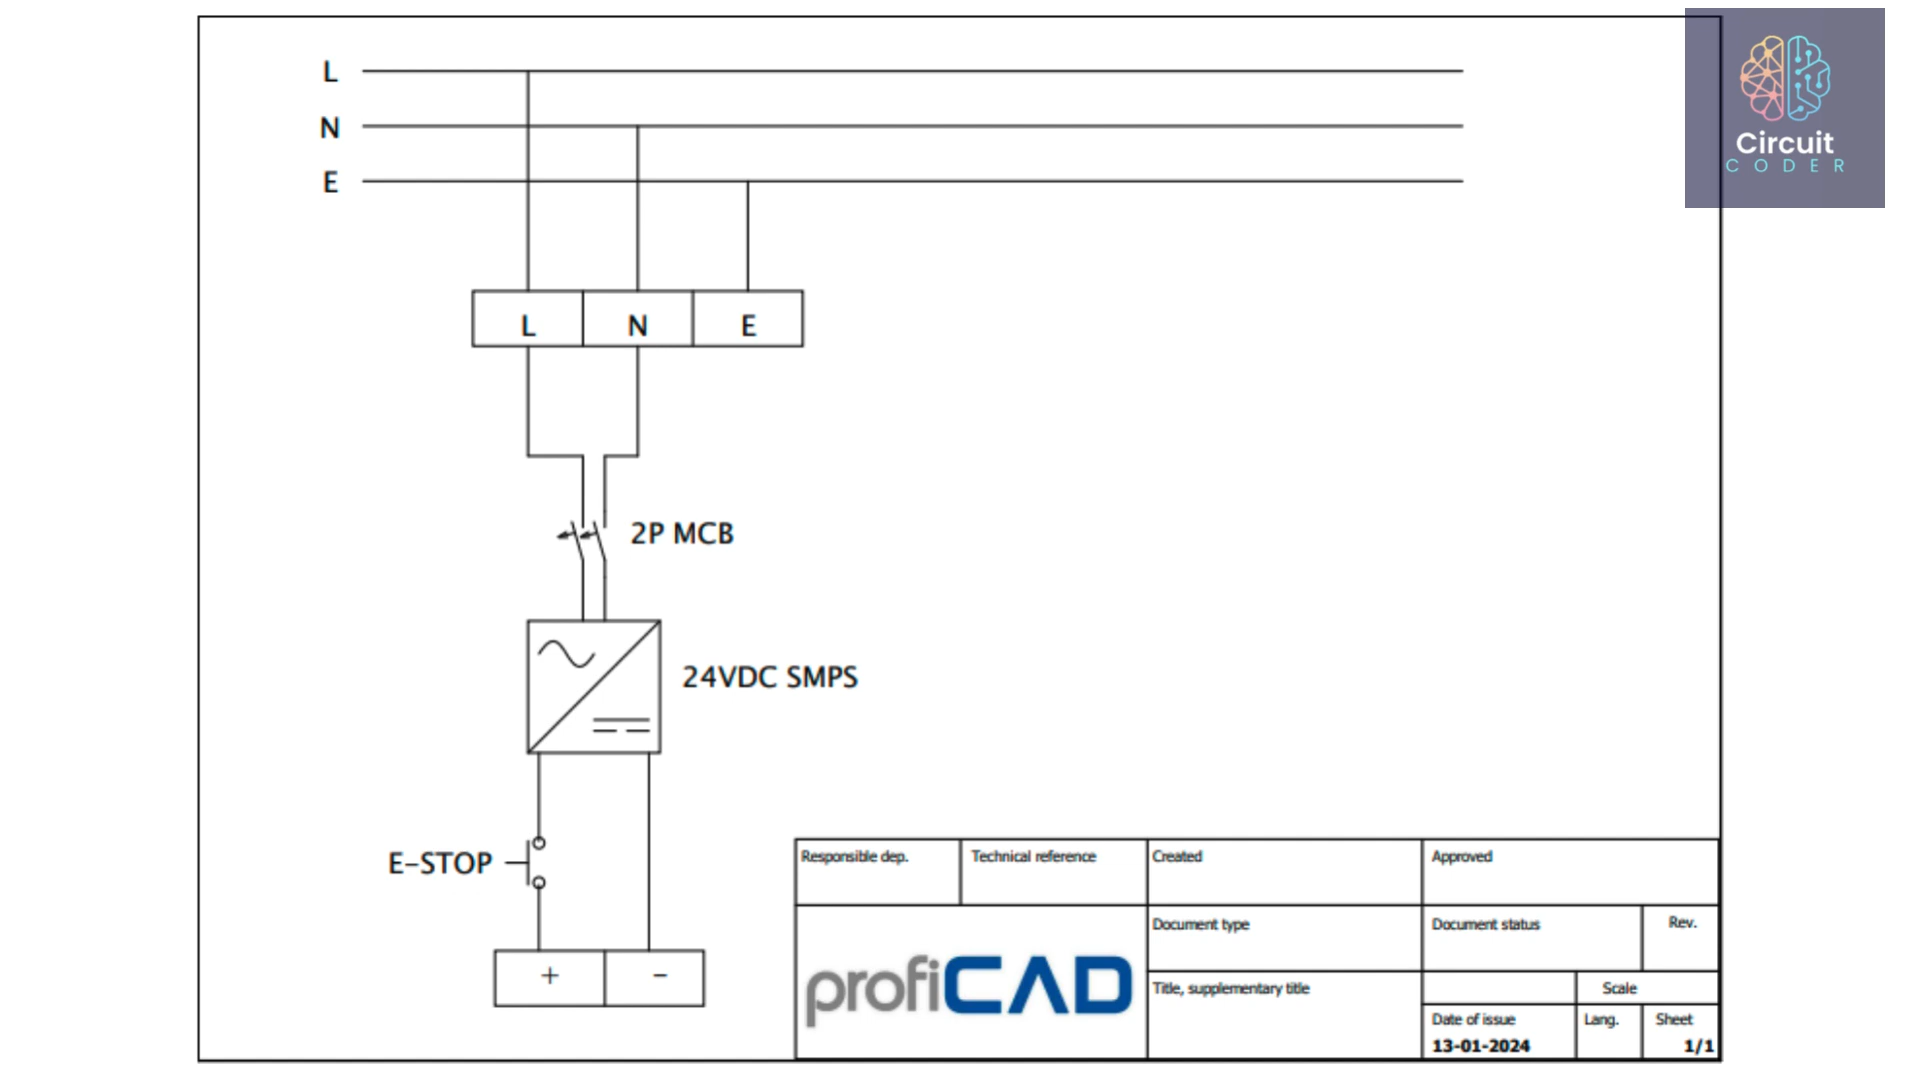 L
N
E
Circuit
CODER
L N E
2P MCB
24VDC SMPS
E-STOP
+ -
Responsible dep. Technical reference Created Approved
Document type Document status Rev.
profiCAD
Title, supplementary title Scale
Date of issue Lang. Sheet
13-01-2024 1/1